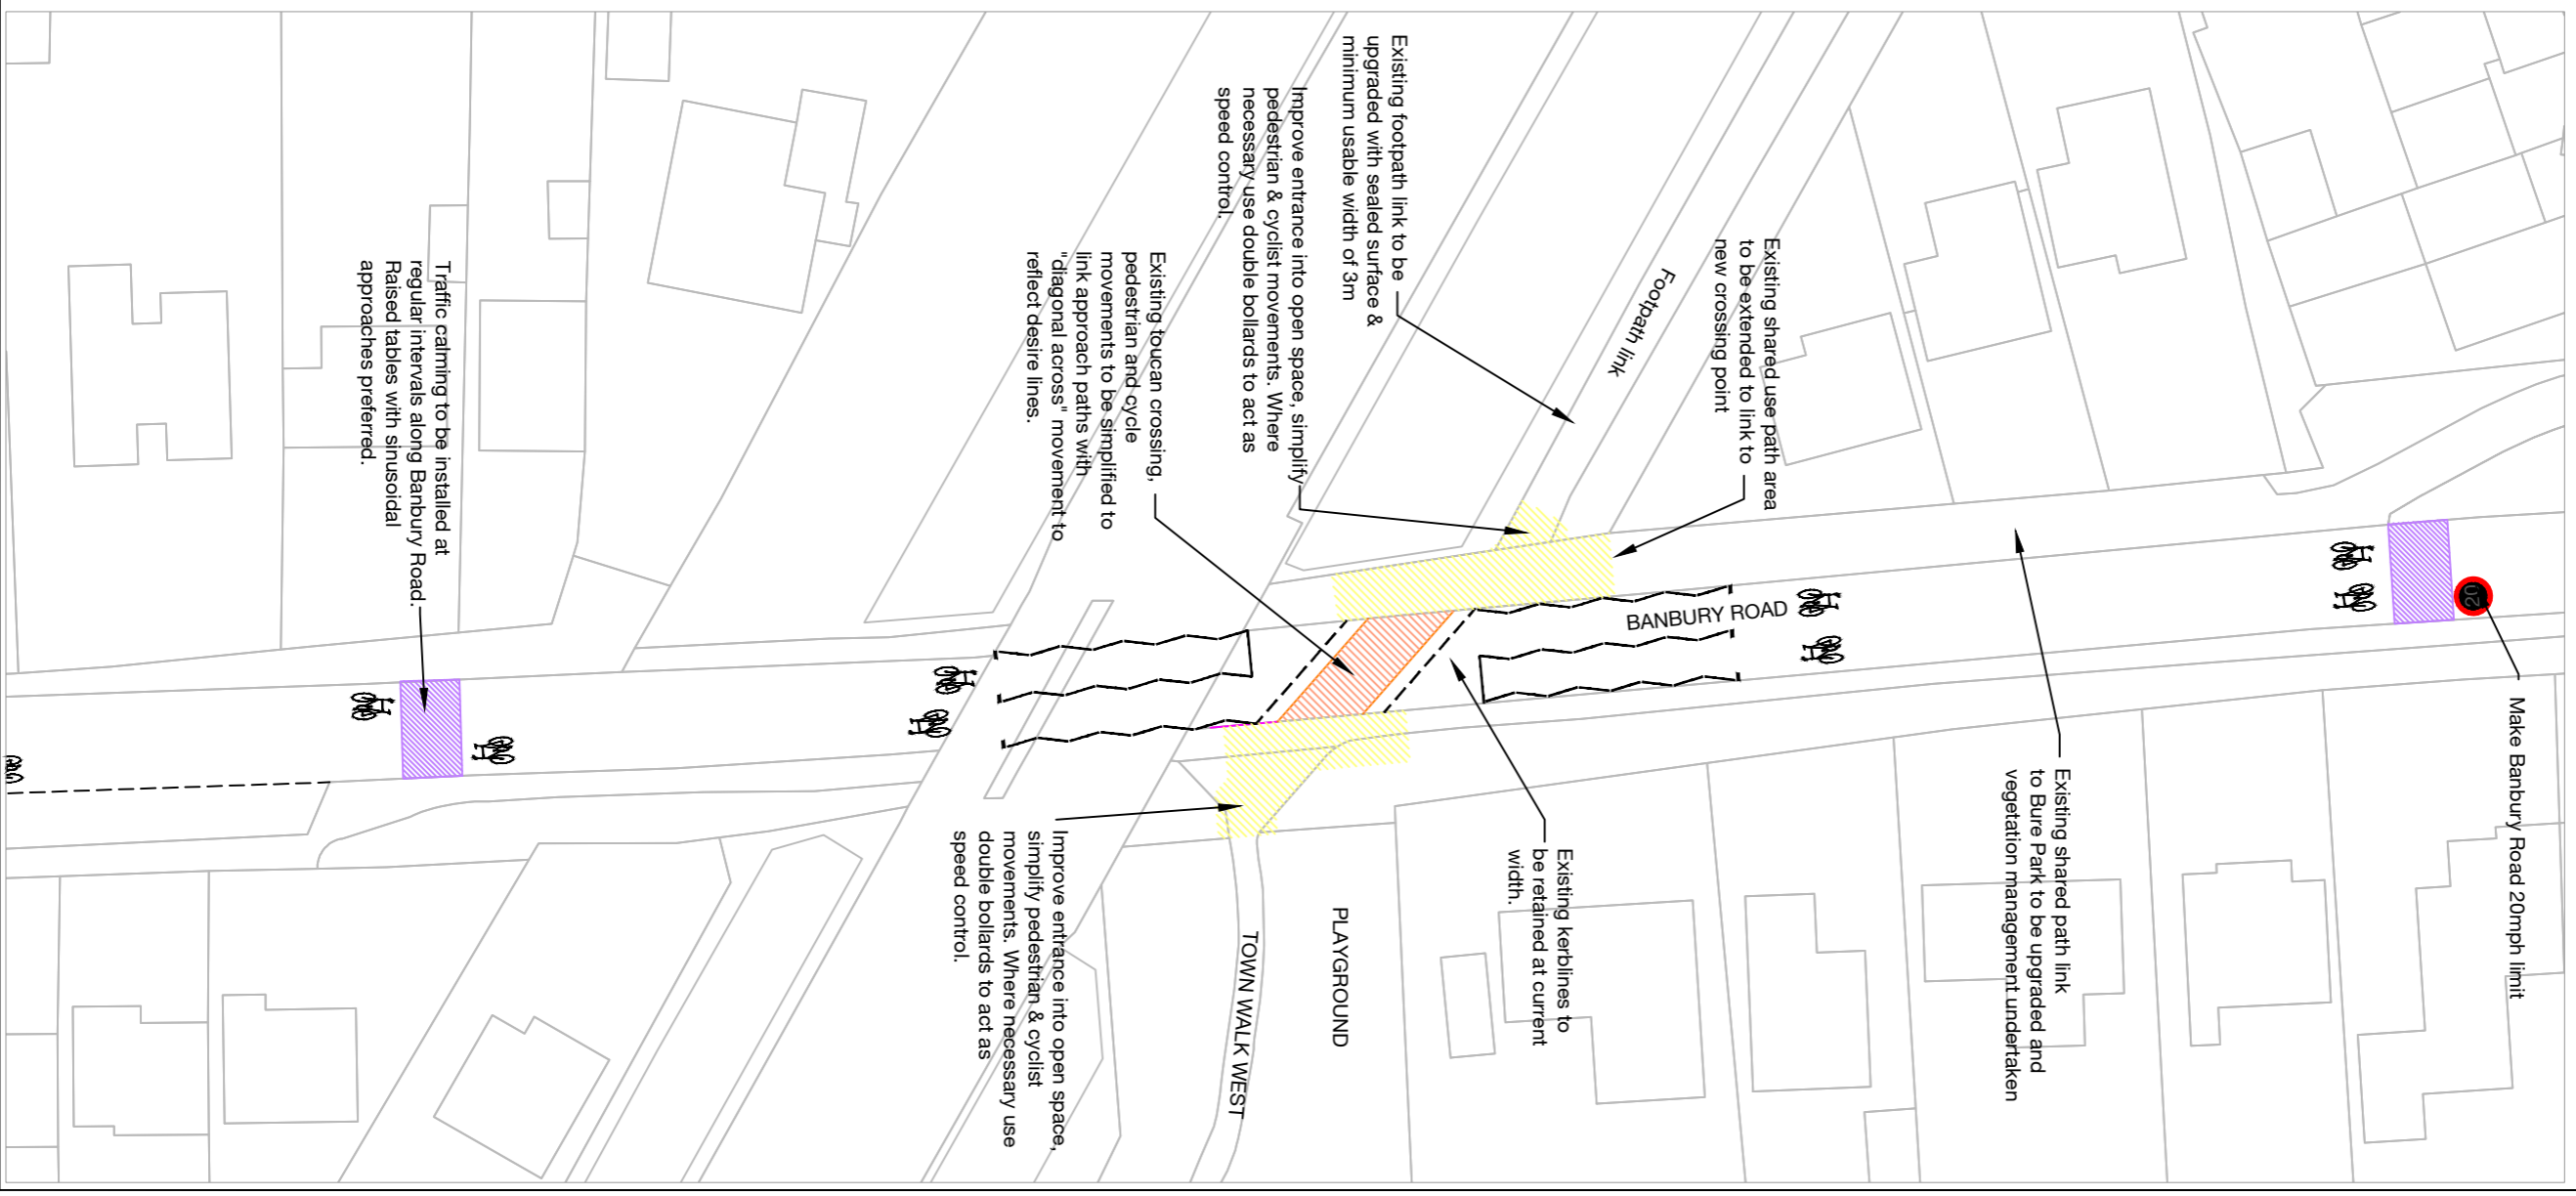 Existing footpath link to be
upgraded with sealed surface &
minimum usable width of 3m
Improve entrance into open space, simplify
pedestrian & cyclist movements. Where
necessary use double bollards to act as
speed control.
Existing toucan crossing,
pedestrian and cycle
movements to be simplified to
link approach paths with
"diagonal across" movement to
reflect desire lines.
Traffic calming to be installed at
regular intervals along Banbury Road.
Raised tables with sinusoidal
approaches preferred.
Existing shared use path area
to be extended to link to
new crossing point
Footpath link
BANBURY ROAD
20
Make Banbury Road 20mph limit
Existing shared path link
to Bure Park to be upgraded and
vegetation management undertaken
Existing kerblines to
be retained at current
width.
PLAYGROUND
TOWN WALK WEST
Improve entrance into open space,
simplify pedestrian & cyclist
movements. Where necessary use
double bollards to act as
speed control.